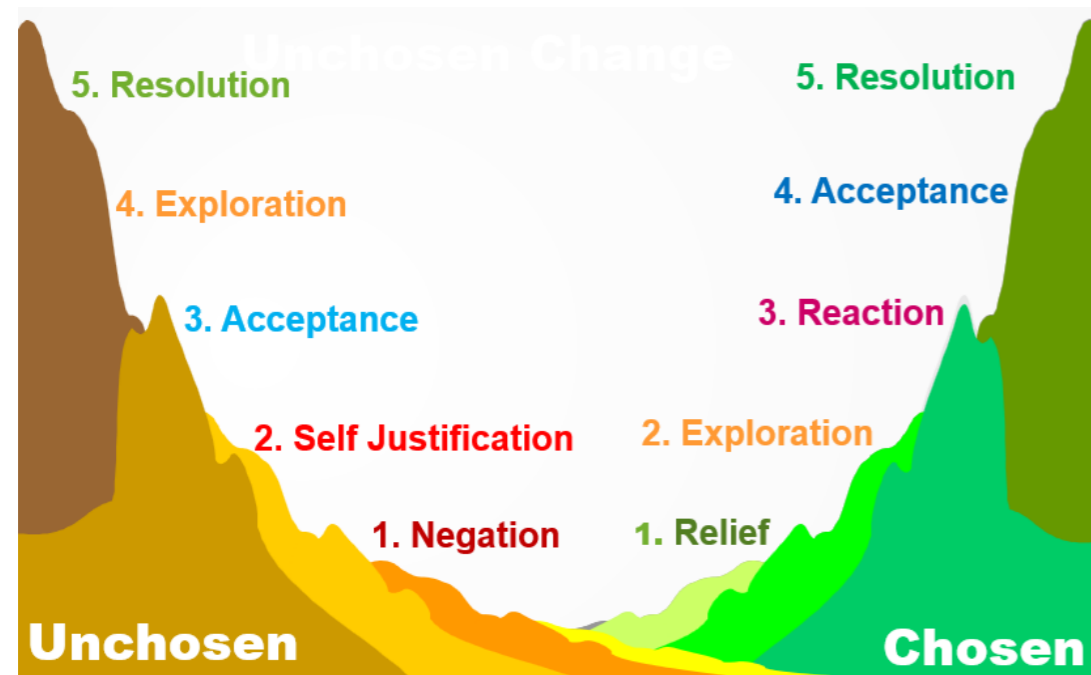 Unchosen Change
5. Resolution
4. Exploration
3. Acceptance
2. Self Justification
1. Negation
Unchosen
5. Resolution
4. Acceptance
3. Reaction
2. Exploration
1. Relief
Chosen